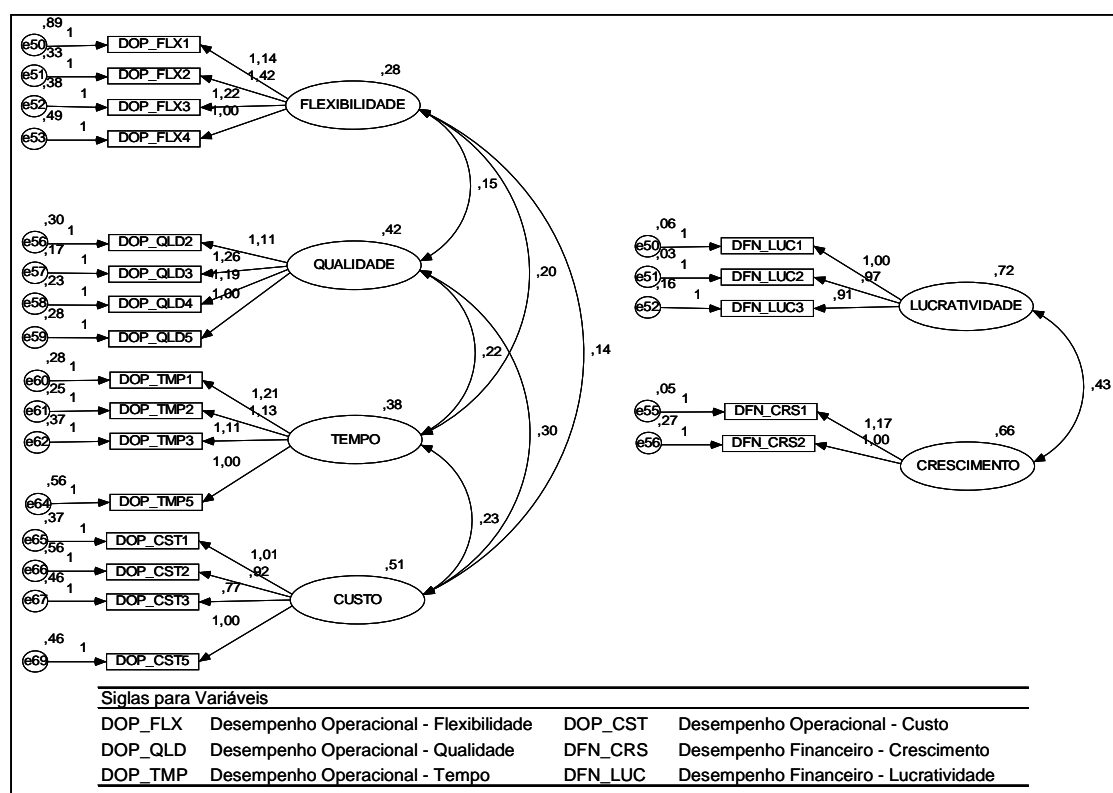 ,89
e50 1 DOP_FLX1 1,14
,33
e51 1 DOP_FLX2 1,42
,38
e52 1 DOP_FLX3 1,22
,49
e53 1 DOP_FLX4 1,00
,28
FLEXIBILIDADE
,15
,30
e56 1 DOP_QLD2 1,11
,17
e57 1 DOP_QLD3 1,26
,23
e58 1 DOP_QLD4 1,19
,28
e59 1 DOP_QLD5 1,00
,42
QUALIDADE
,20
,22
,14
,28
e60 1 DOP_TMP1 1,21
,25
e61 1 DOP_TMP2 1,13
,37
e62 1 DOP_TMP3 1,11
,56
e64 1 DOP_TMP5 1,00
,38
TEMPO
,30
,23
,37
e65 1 DOP_CST1 1,01
,56
e66 1 DOP_CST2 ,92
,46
e67 1 DOP_CST3 ,77
,46
e69 1 DOP_CST5 1,00
,51
CUSTO
,06
e50 1 DFN_LUC1 1,00
,03
e51 1 DFN_LUC2 ,97
,16
e52 1 DFN_LUC3 ,91
,72
LUCRATIVIDADE
,43
,05
e55 1 DFN_CRS1 1,17
,27
e56 1 DFN_CRS2 1,00
,66
CRESCIMENTO
Siglas para Variáveis
DOP_FLX Desempenho Operacional - Flexibilidade DOP_CST Desempenho Operacional - Custo
DOP_QLD Desempenho Operacional - Qualidade DFN_CRS Desempenho Financeiro - Crescimento
DOP_TMP Desempenho Operacional - Tempo DFN_LUC Desempenho Financeiro - Lucratividade